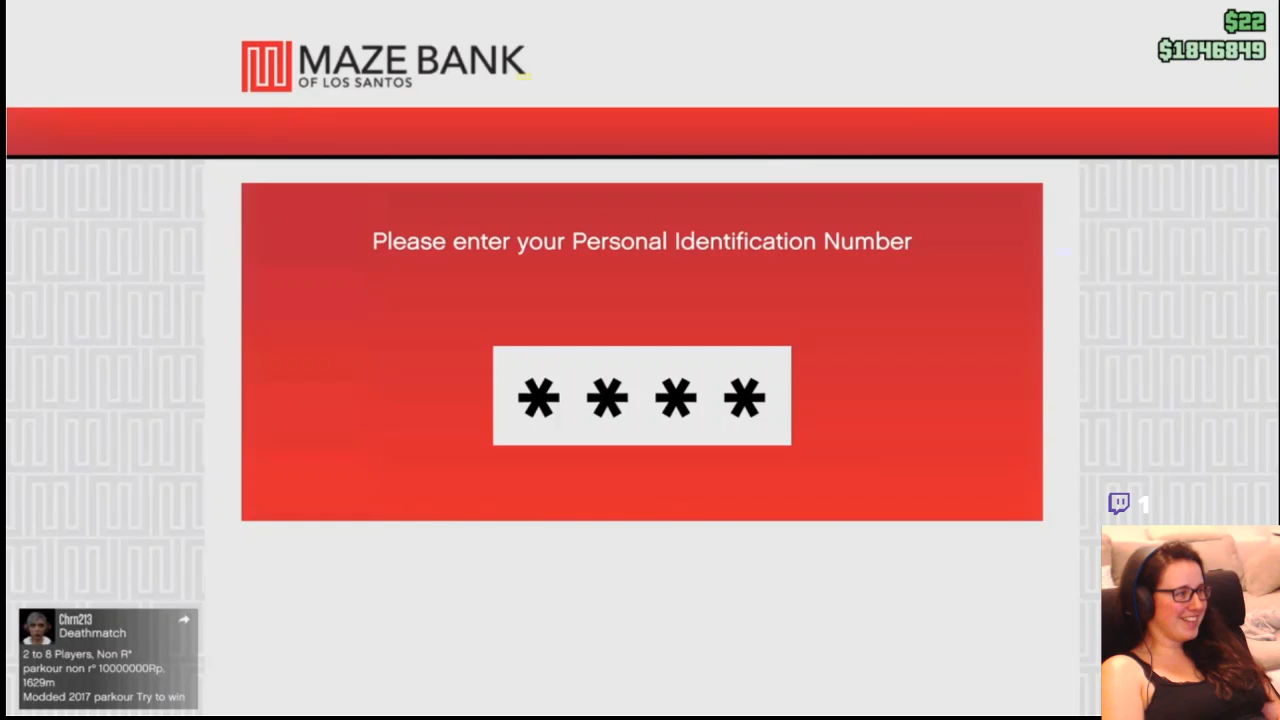 $22
$1846849
MAZE BANK
OF LOS SANTOS
Please enter your Personal Identification Number
* * * *
1
Chrn213
Deathmatch
2 to 8 Players, Non R*
parkour non r° 10000000Rp,
1629m
Modded 2017 parkour Try to win